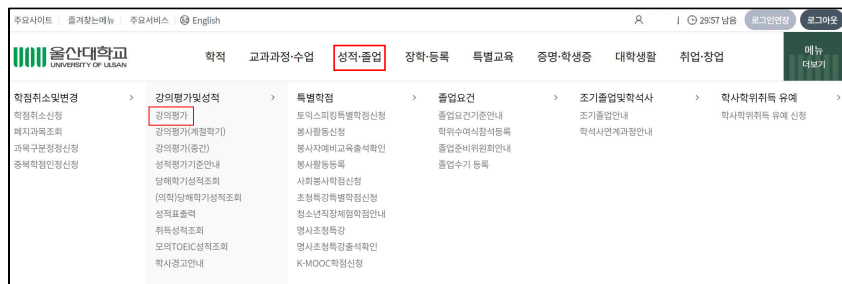 주요사이트 즐겨찾는메뉴 주요서비스 English 29:57 남음 로그인연장 로그아웃
울산대학교
UNIVERSITY OF ULSAN
학적 교과과정·수업 성적·졸업 장학·등록 특별교육 증명·학생증 대학생활 취업·창업
메뉴
더보기
학점취소및변경 >
학점취소신청
폐지과목조회
과목구분정정신청
중복학점인정신청
강의평가및성적 >
강의평가
강의평가(계절학기)
강의평가(중간)
성적평가기준안내
당해학기성적조회
(의학)당해학기성적조회
성적표출력
취득성적조회
모의TOEIC성적조회
학사경고안내
특별학점 >
토익스피킹특별학점신청
봉사활동신청
봉사자예비교육출석확인
봉사활동등록
사회봉사학점신청
초청특강특별학점신청
청소년직장체험학점안내
명사초청특강
명사초청특강출석확인
K-MOOC학점신청
졸업요건 >
졸업요건기준안내
학위수여식참석등록
졸업준비위원회안내
졸업수기 등록
조기졸업및학석사 >
조기졸업안내
학석사연계과정안내
학사학위취득 유예 >
학사학위취득 유예 신청